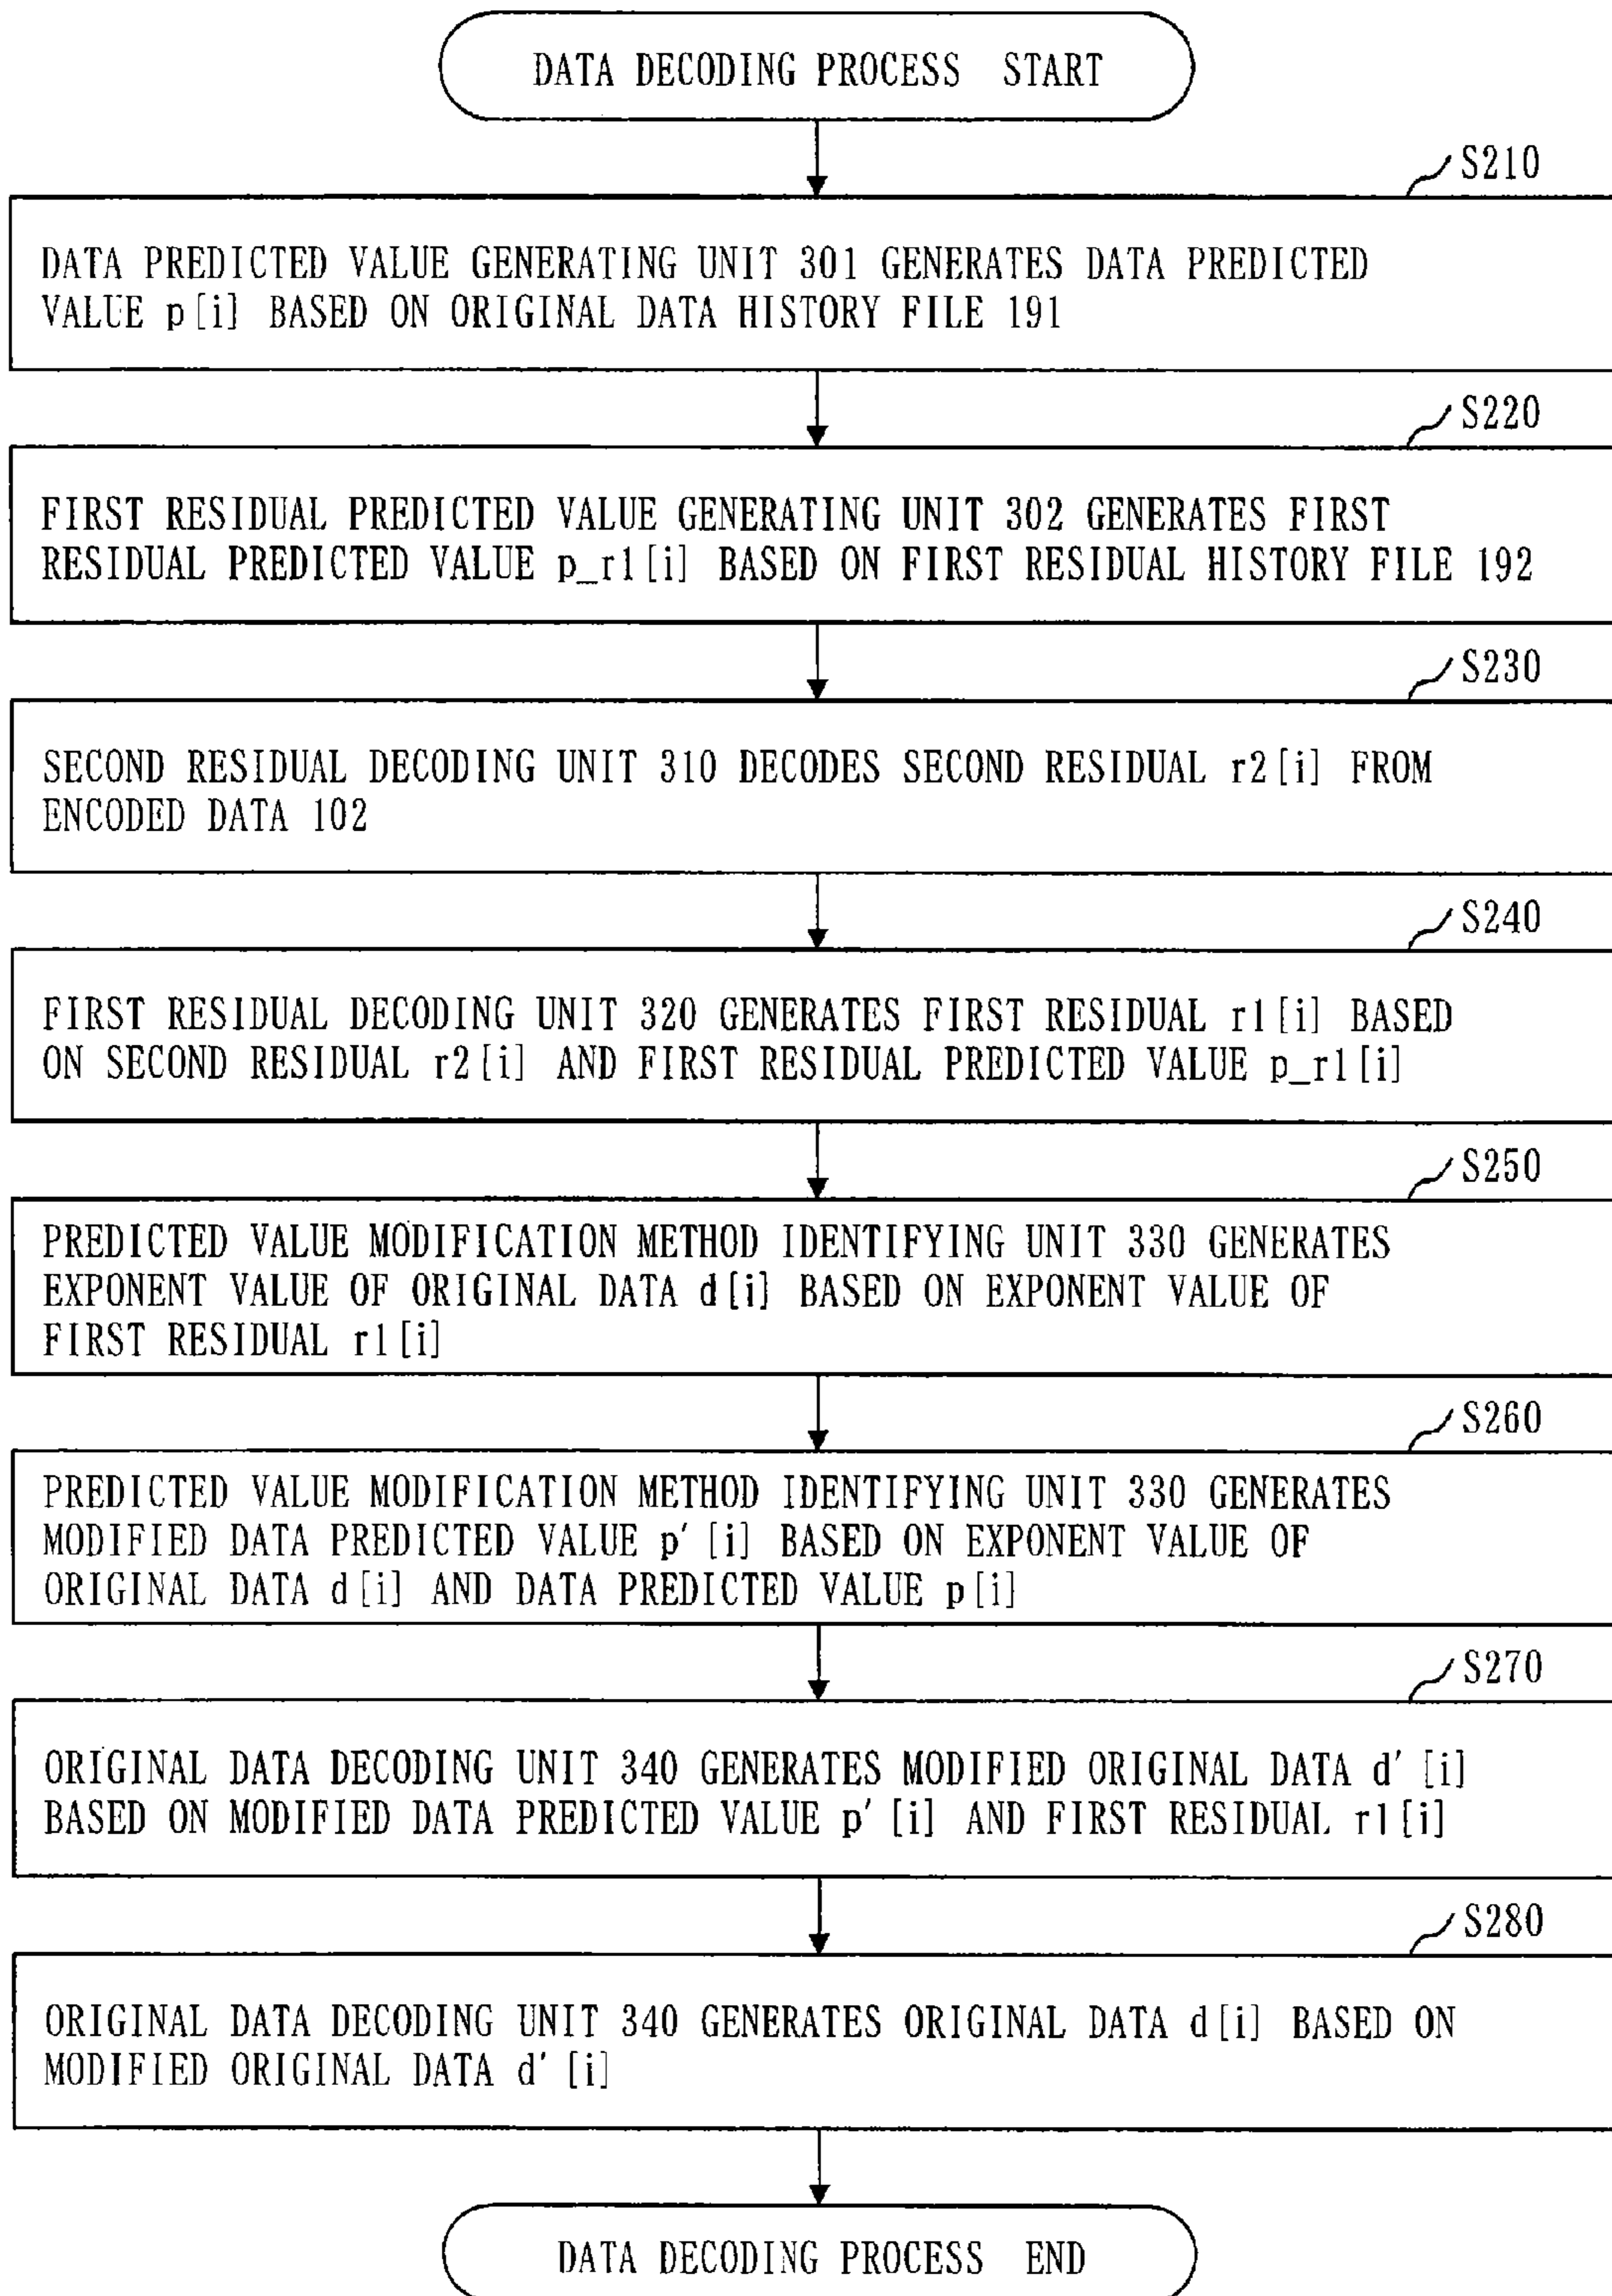 DATA DECODING PROCESS START
S210
DATA PREDICTED VALUE GENERATING UNIT 301 GENERATES DATA PREDICTED
VALUE p[i] BASED ON ORIGINAL DATA HISTORY FILE 191
S220
FIRST RESIDUAL PREDICTED VALUE GENERATING UNIT 302 GENERATES FIRST
RESIDUAL PREDICTED VALUE p_r1[i] BASED ON FIRST RESIDUAL HISTORY FILE 192
S230
SECOND RESIDUAL DECODING UNIT 310 DECODES SECOND RESIDUAL r2[i] FROM
ENCODED DATA 102
S240
FIRST RESIDUAL DECODING UNIT 320 GENERATES FIRST RESIDUAL r1[i] BASED
ON SECOND RESIDUAL r2[i] AND FIRST RESIDUAL PREDICTED VALUE p_r1[i]
S250
PREDICTED VALUE MODIFICATION METHOD IDENTIFYING UNIT 330 GENERATES
EXPONENT VALUE OF ORIGINAL DATA d[i] BASED ON EXPONENT VALUE OF
FIRST RESIDUAL r1[i]
S260
PREDICTED VALUE MODIFICATION METHOD IDENTIFYING UNIT 330 GENERATES
MODIFIED DATA PREDICTED VALUE p'[i] BASED ON EXPONENT VALUE OF
ORIGINAL DATA d[i] AND DATA PREDICTED VALUE p[i]
S270
ORIGINAL DATA DECODING UNIT 340 GENERATES MODIFIED ORIGINAL DATA d'[i]
BASED ON MODIFIED DATA PREDICTED VALUE p'[i] AND FIRST RESIDUAL r1[i]
S280
ORIGINAL DATA DECODING UNIT 340 GENERATES ORIGINAL DATA d[i] BASED ON
MODIFIED ORIGINAL DATA d'[i]
DATA DECODING PROCESS END